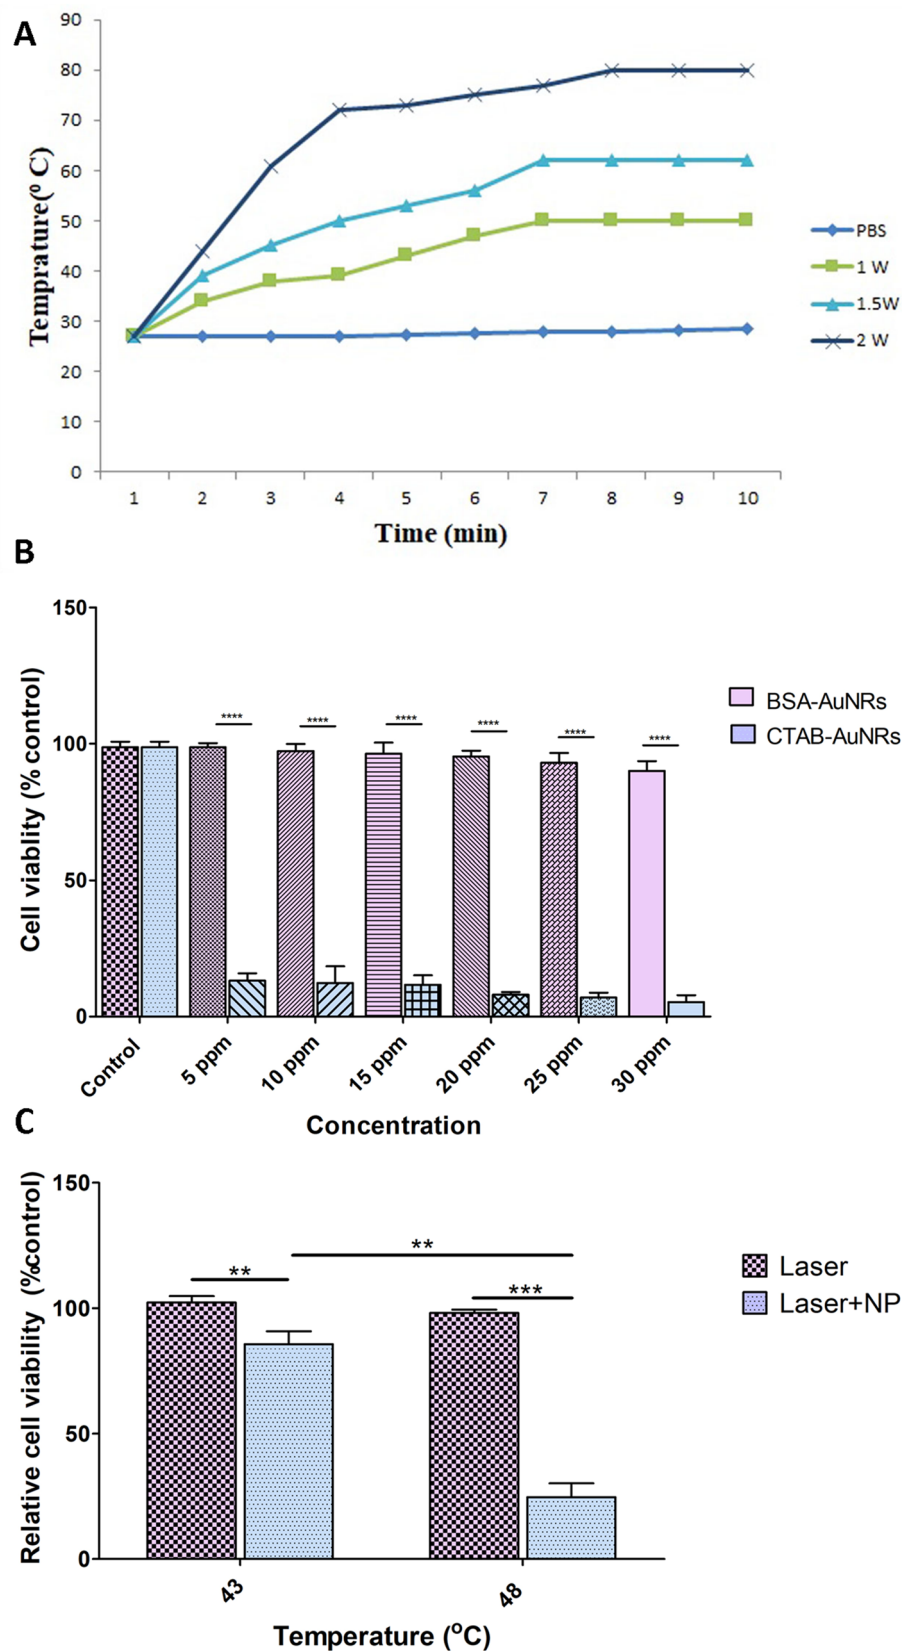 A
90
80
70
60
50
40
30
20
10
0
Temprature(⁰ C)
1 2 3 4 5 6 7 8 9 10
Time (min)
PBS
1 W
1.5W
2 W
B
150
100
50
0
Cell viablity (% control)
**** **** **** **** **** ****
BSA-AuNRs
CTAB-AuNRs
Control 5 ppm 10 ppm 15 ppm 20 ppm 25 ppm 30 ppm
Concentration
C
150
100
50
0
Relative cell viability (%control)
**
**
***
Laser
Laser+NP
43 48
Temperature (°C)